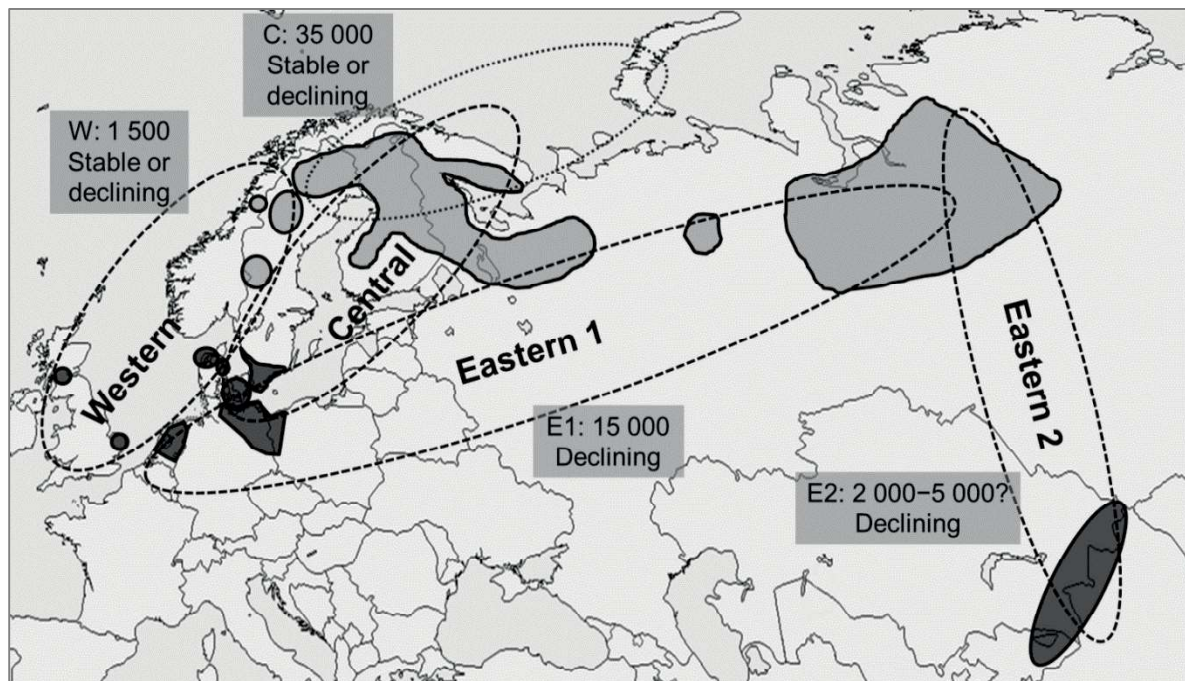 C: 35 000
Stable or
declining
W: 1 500
Stable or
declining
Western
Central
Eastern 1
Eastern 2
E1: 15 000
Declining
E2: 2 000–5 000?
Declining